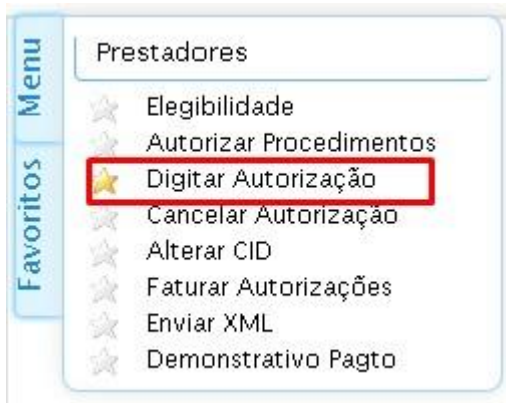 Menu
Favoritos
Prestadores
Elegibilidade
Autorizar Procedimentos
Digitar Autorização
Cancelar Autorização
Alterar CID
Faturar Autorizações
Enviar XML
Demonstrativo Pagto